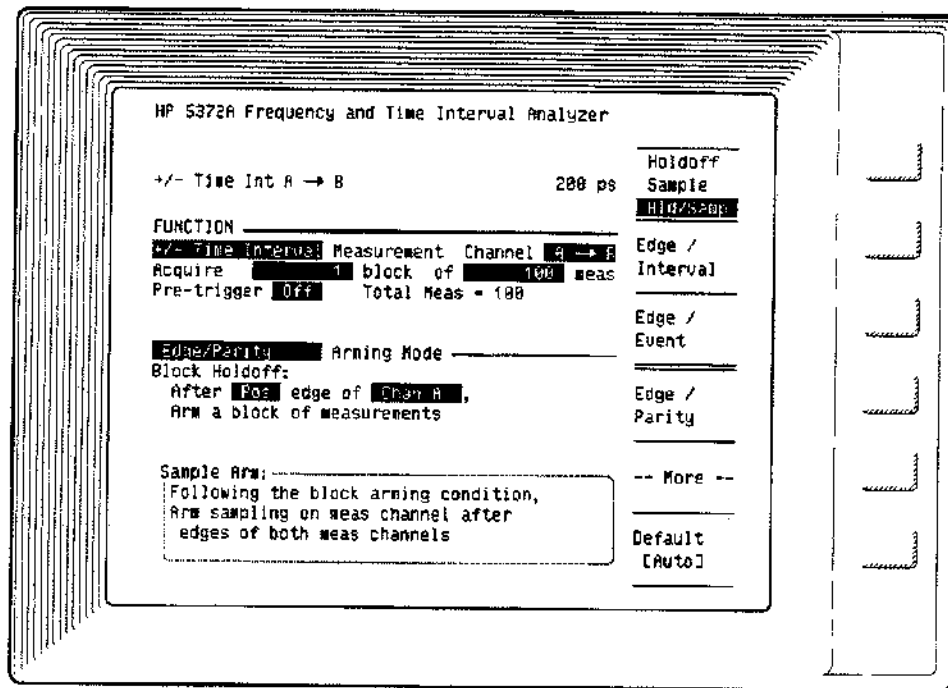 HP 5372A Frequency and Time Interval Analyzer
+/- Time Int A → B 200 ps
FUNCTION
+/- Time Interval Measurement Channel A → B
Acquire 1 block of 100 meas
Pre-trigger Off Total Meas = 100
Edge/Parity Arming Mode
Block Holdoff:
After Pos edge of Chan A,
Arm a block of measurements
Sample Arm:
Following the block arming condition,
Arm sampling on meas channel after
edges of both meas channels
Holdoff
Sample
Hld/Samp
Edge /
Interval
Edge /
Event
Edge /
Parity
-- More --
Default
[Auto]